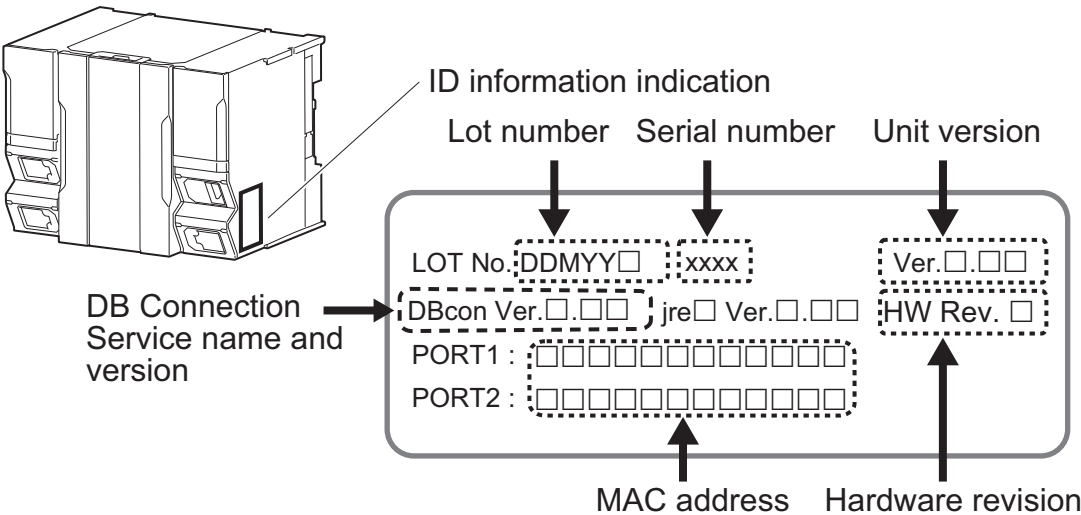 ID information indication
Lot number Serial number Unit version
LOT No. DDMYY□ xxxx Ver.□.□□
DB Connection
Service name and
version
DBcon Ver.□.□□ jre□ Ver.□.□□ HW Rev. □
PORT1 : □□□□□□□□□□□□
PORT2 : □□□□□□□□□□□□
MAC address Hardware revision